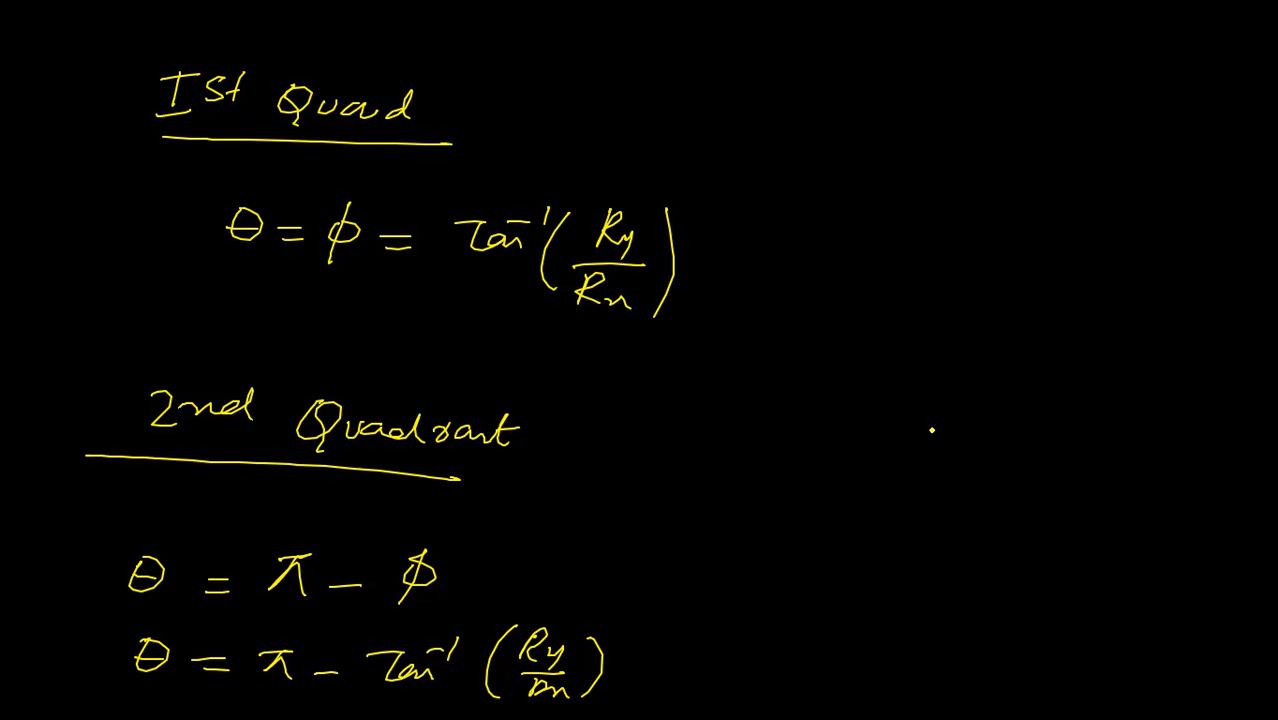 Ist Quad
θ = φ = Tan⁻¹(Ry/Rx)
2nd Quadrant
θ = π - φ
θ = π - Tan⁻¹(Ry/Rx)